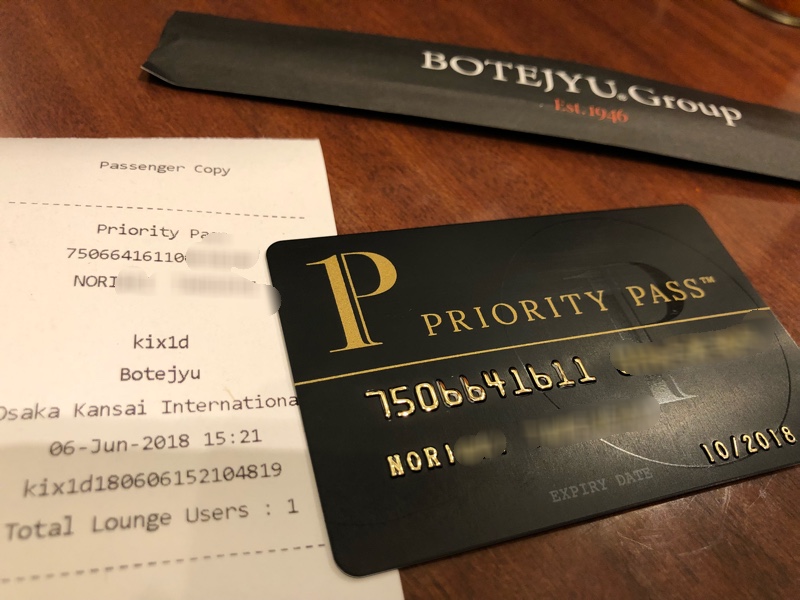 BOTEJYU®Group
Est.1946
Passenger Copy
Priority
75066416110
NORI
kix1d
Botejyu
Osaka Kansai Internationa
06-Jun-2018 15:21
kix1d180606152104819
Total Lounge Users : 1
P
PRIORITY PASS™
7506641611
NORI
10/2018
EXPIRY DATE